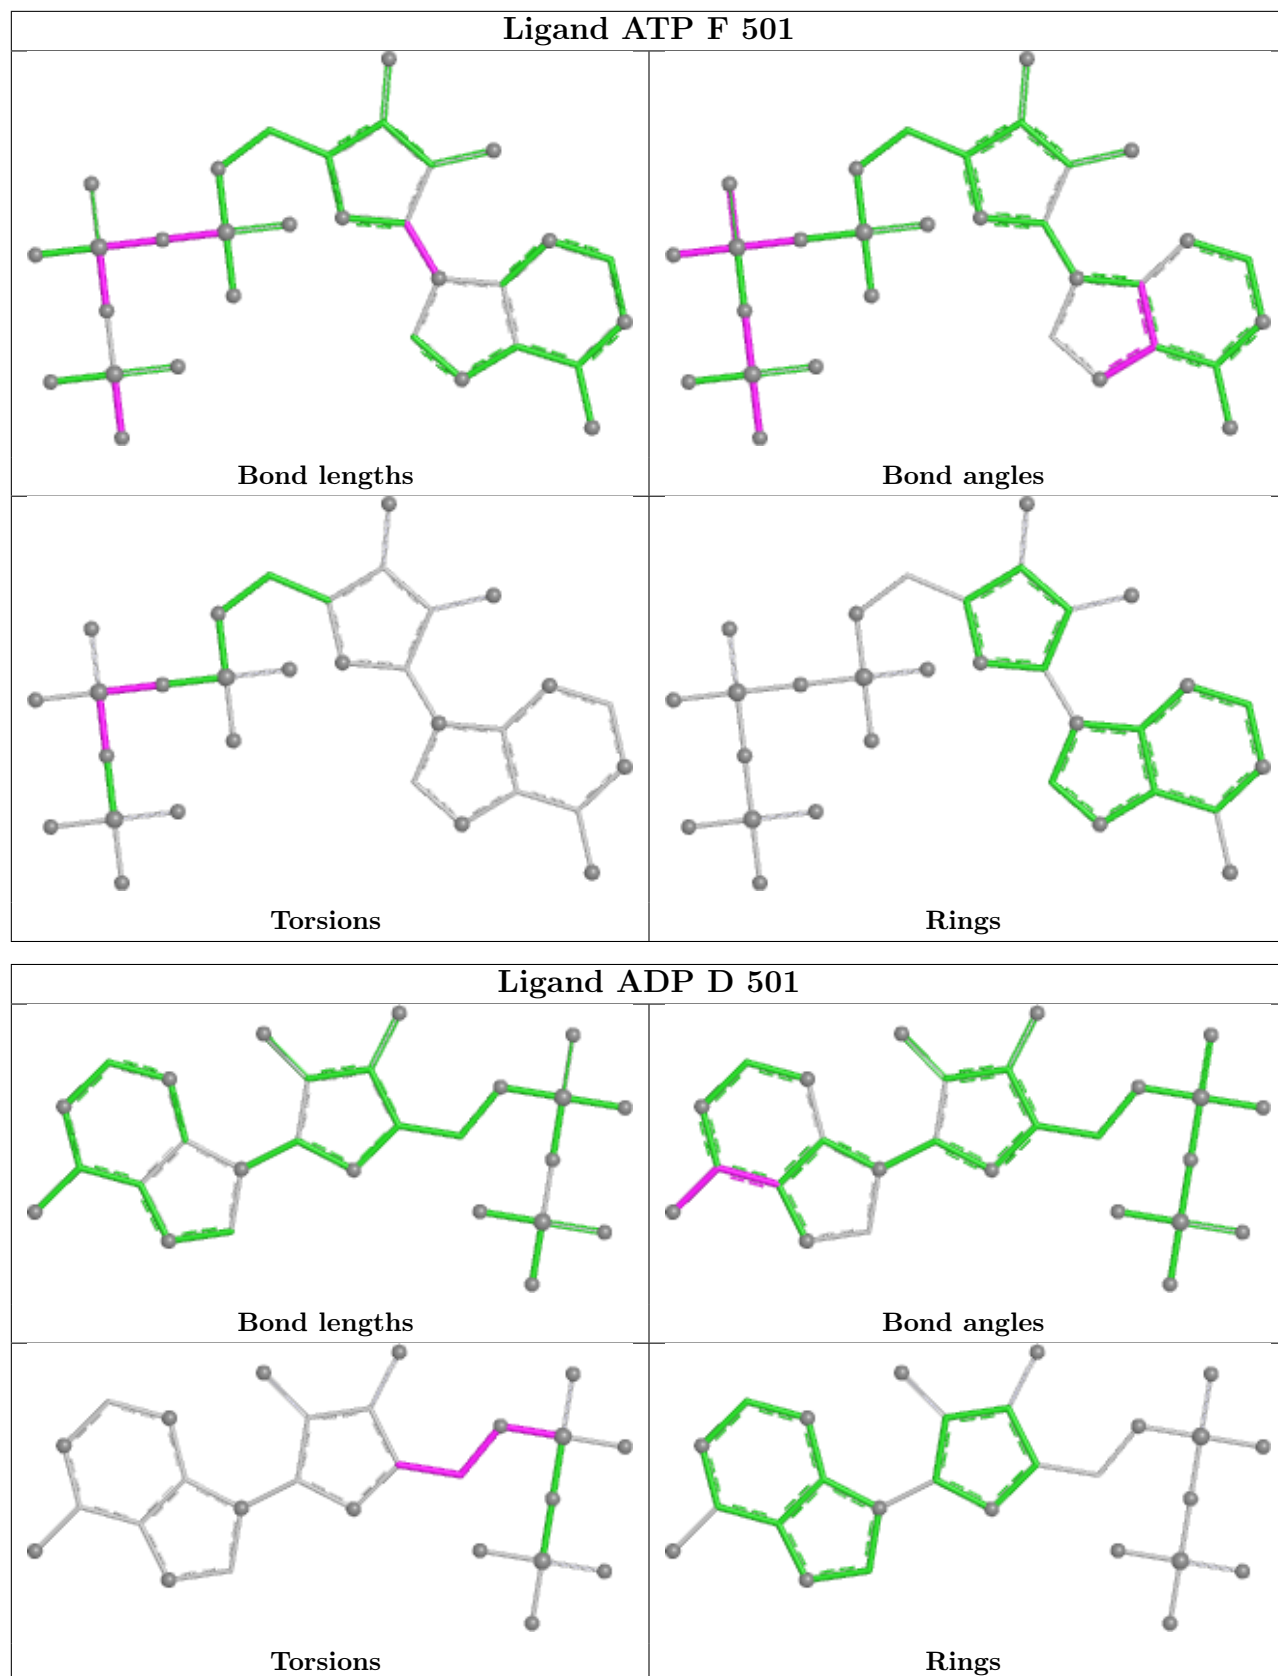 Ligand ATP F 501
Bond lengths
Bond angles
Torsions
Rings
Ligand ADP D 501
Bond lengths
Bond angles
Torsions
Rings